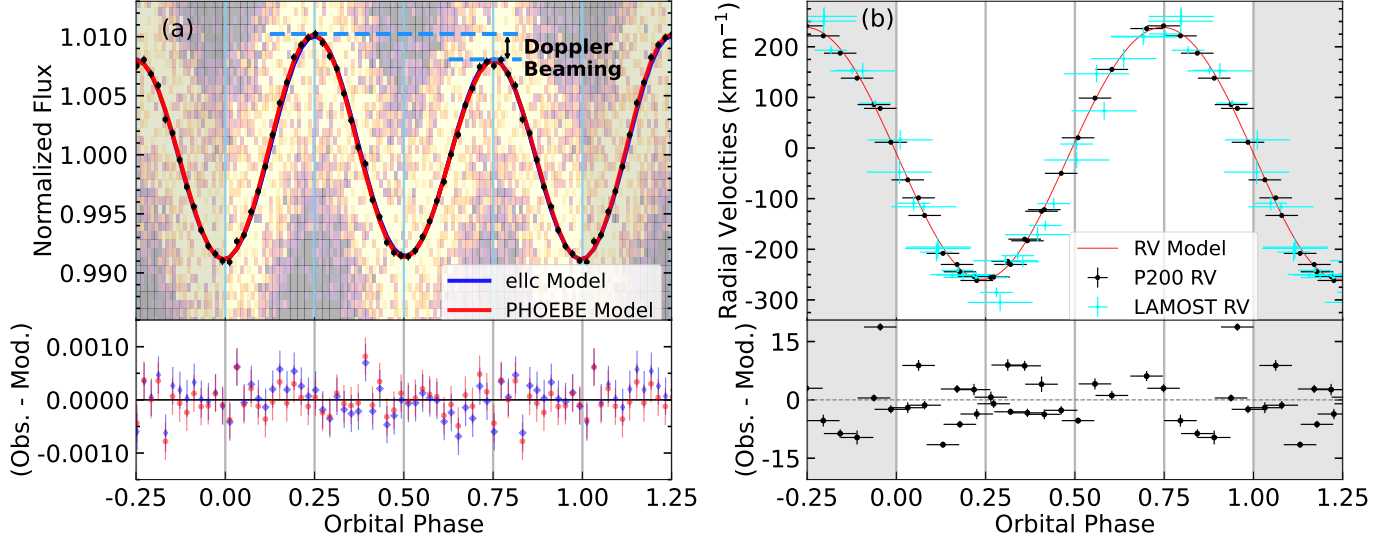 (a)
Doppler
Beaming
Normalized Flux
1.010
1.005
1.000
0.995
0.990
ellc Model
PHOEBE Model
(Obs. - Mod.)
0.0010
0.0000
-0.0010
-0.25 0.00 0.25 0.50 0.75 1.00 1.25
Orbital Phase
(b)
Radial Velocities (km m⁻¹)
200
100
0
-100
-200
-300
RV Model
P200 RV
LAMOST RV
(Obs. - Mod.)
15
0
-15
-0.25 0.00 0.25 0.50 0.75 1.00 1.25
Orbital Phase